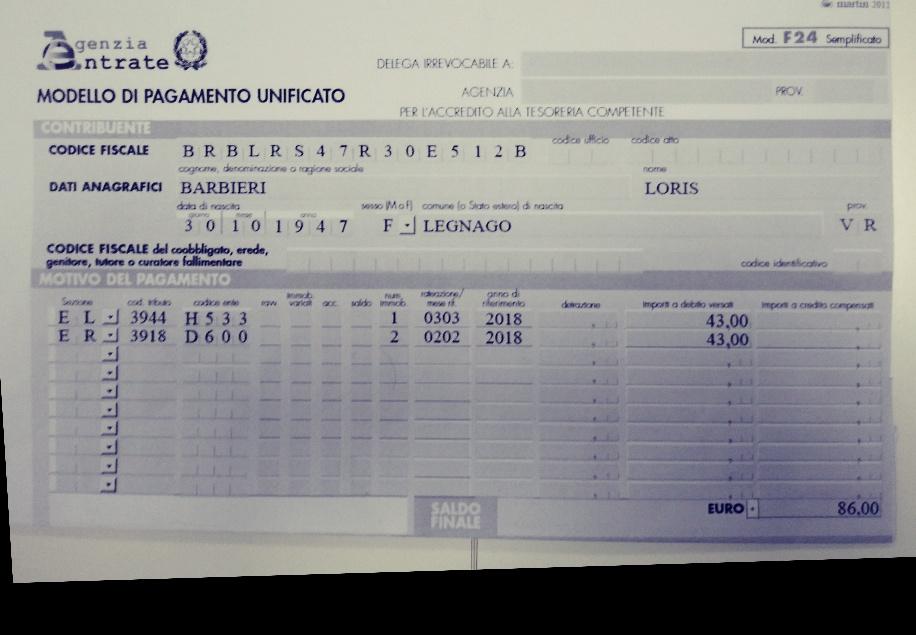 martin 2011
Agenzia
Entrate
Mod. F24 Semplificato
DELEGA IRREVOCABILE A:
MODELLO DI PAGAMENTO UNIFICATO
AGENZIA PROV.
PER L'ACCREDITO ALLA TESORERIA COMPETENTE
CONTRIBUENTE
codice ufficio codice atto
CODICE FISCALE B R B L R S 4 7 R 3 0 E 5 1 2 B
cognome, denominazione o ragione sociale nome
DATI ANAGRAFICI BARBIERI LORIS
data di nascita sesso (M o F) comune (o Stato estero) di nascita prov.
giorno mese anno
3 0 1 0 1 9 4 7 F LEGNAGO V R
CODICE FISCALE del coobbligato, erede,
genitore, tutore o curatore fallimentare codice identificativo
MOTIVO DEL PAGAMENTO
Sezione cod. tributo codice ente ravv. immob. variati acc. saldo num. immob. rateazione/ mese rif. anno di riferimento detrazione Importi a debito versati Importi a credito compensati
E L 3944 H 5 3 3 1 0303 2018 43,00
E R 3918 D 6 0 0 2 0202 2018 43,00
SALDO
FINALE
EURO 86,00